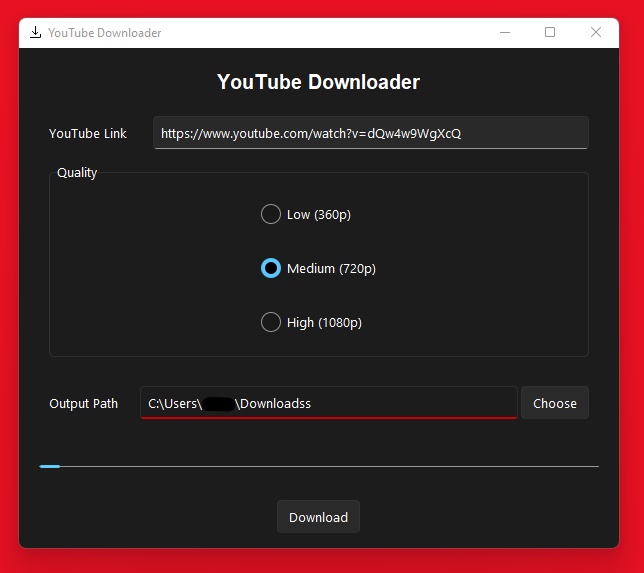 YouTube Downloader
YouTube Downloader
YouTube Link
https://www.youtube.com/watch?v=dQw4w9WgXcQ
Quality
Low (360p)
Medium (720p)
High (1080p)
Output Path
C:\Users\ \Downloadss
Choose
Download